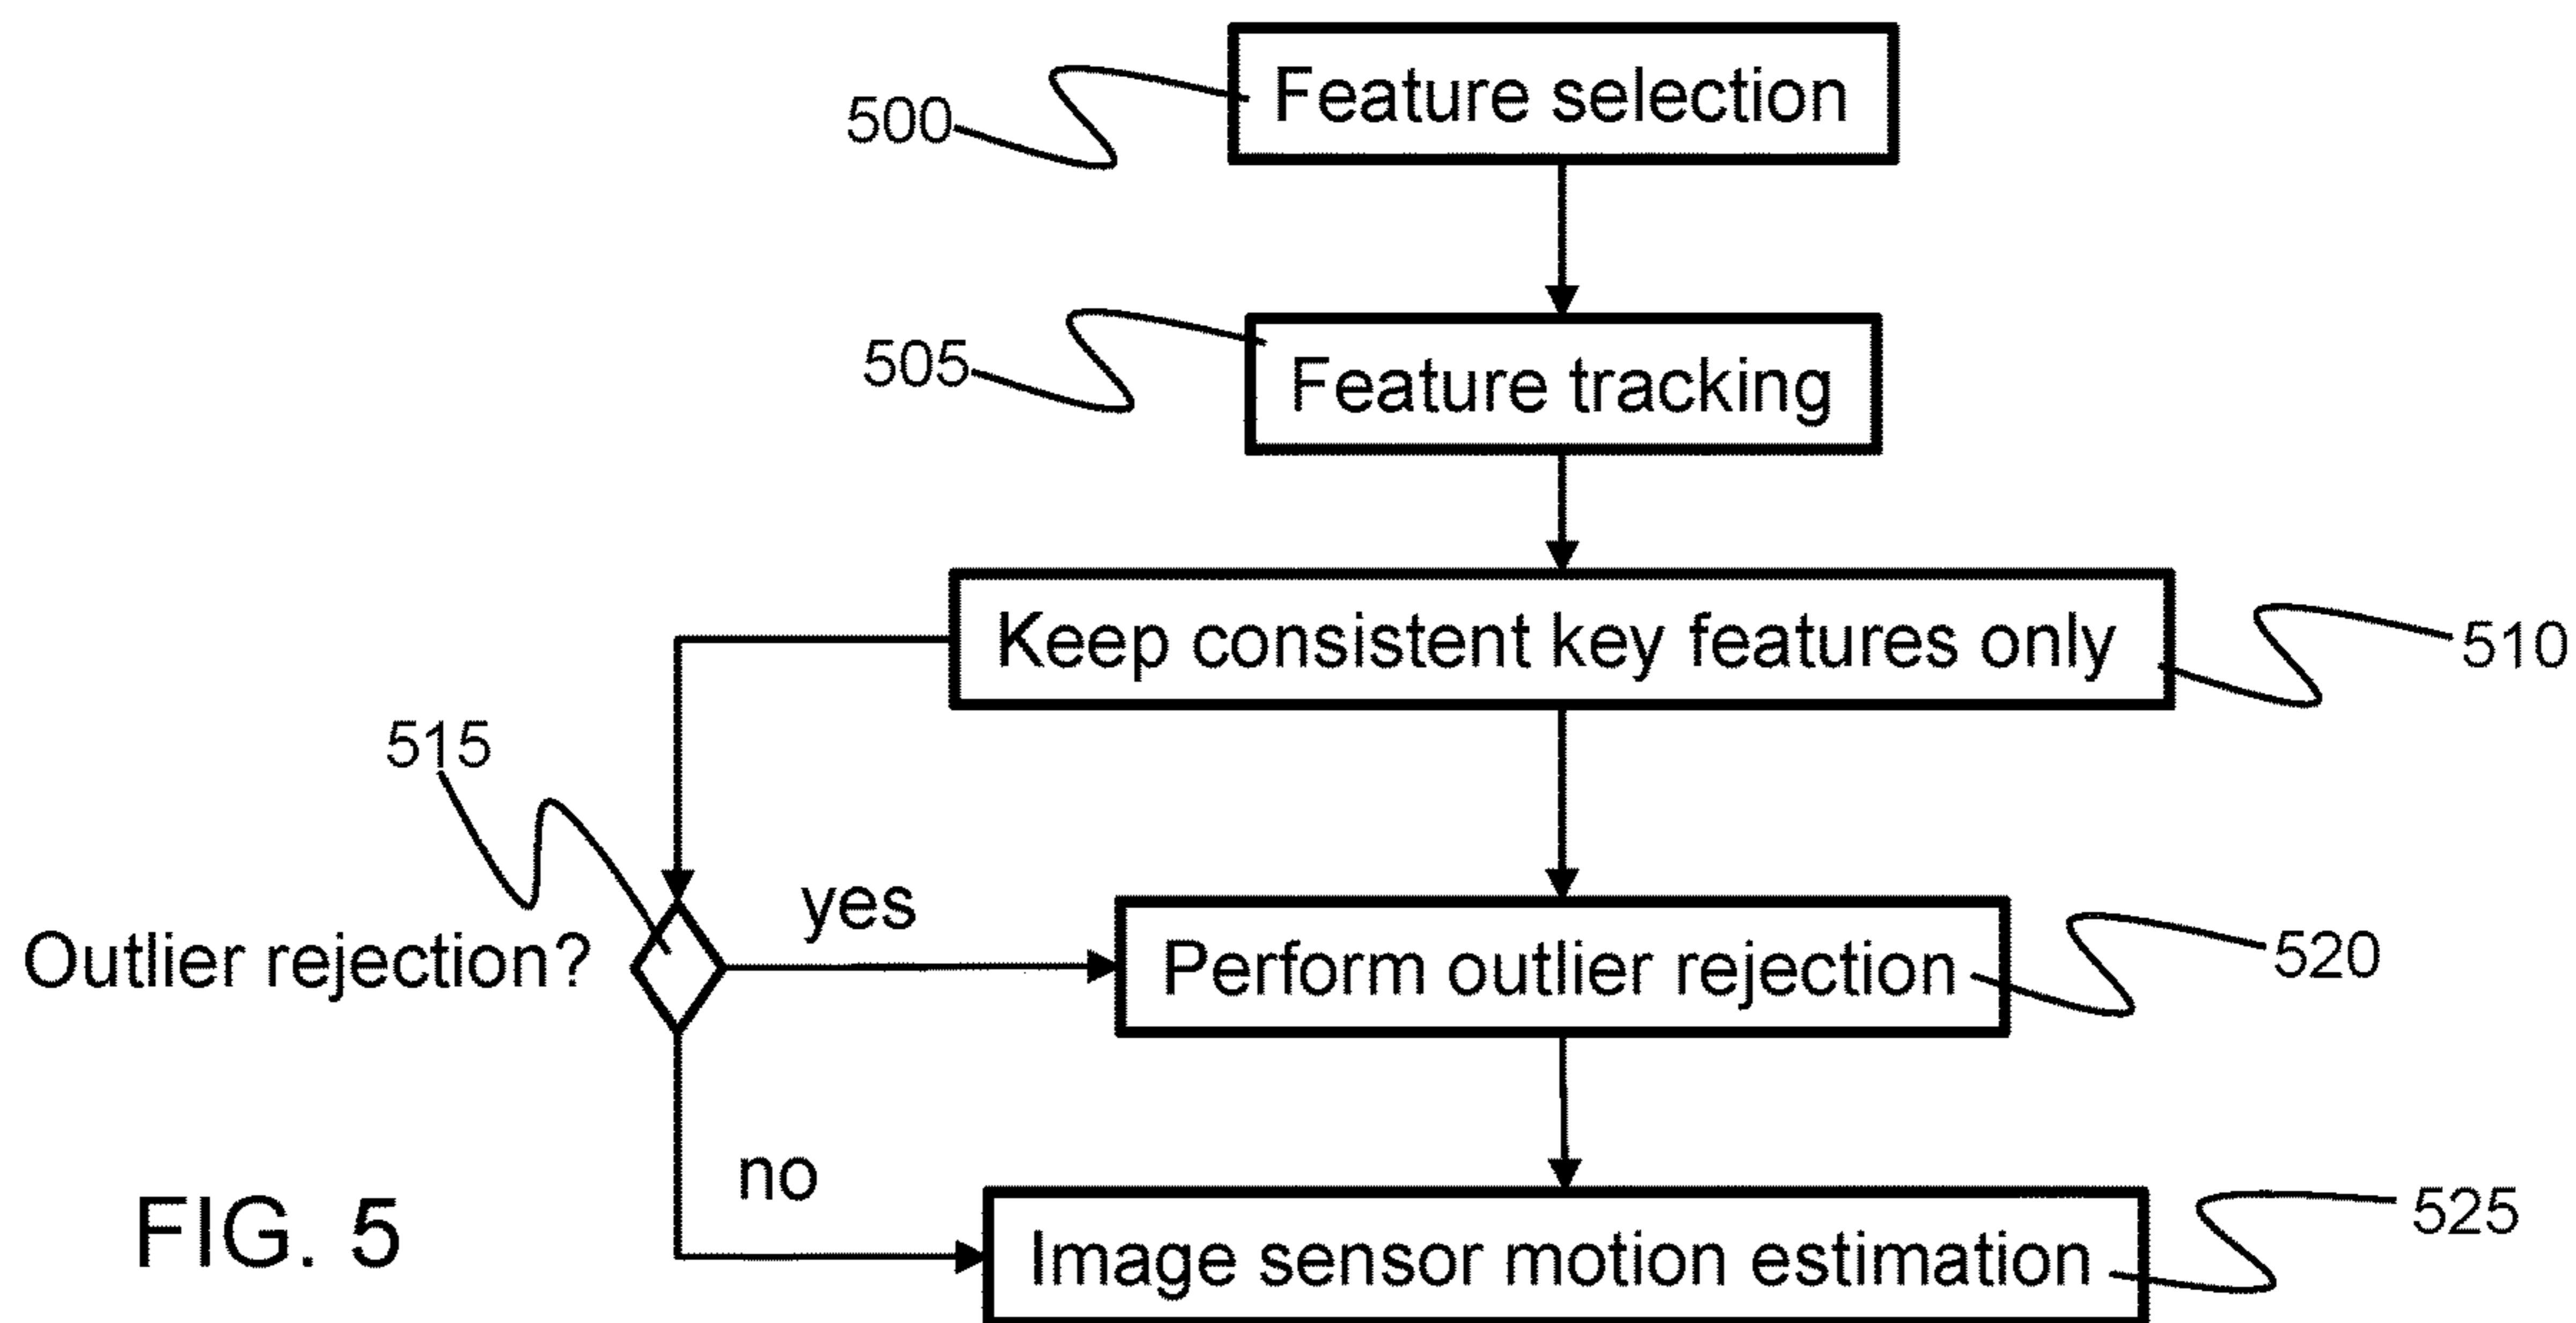 Feature selection
500
Feature tracking
505
Keep consistent key features only
510
515
Outlier rejection?
yes
Perform outlier rejection
520
no
Image sensor motion estimation
525
FIG. 5